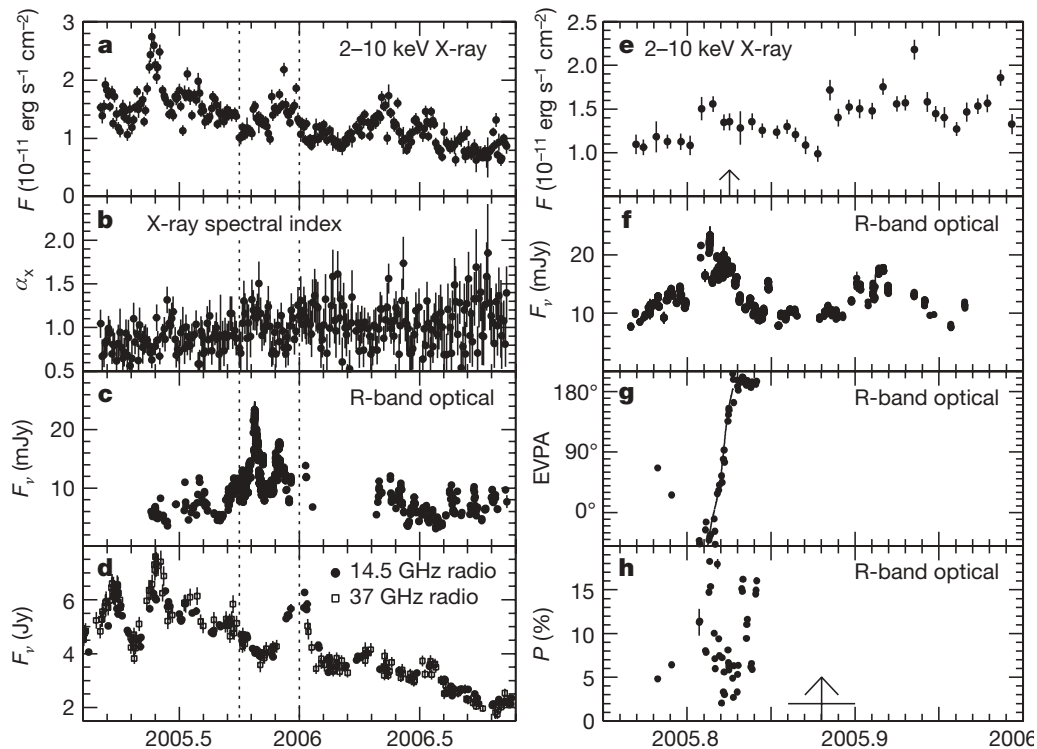 a 2–10 keV X-ray
F (10⁻¹¹ erg s⁻¹ cm⁻²)
3
2
1
0
b X-ray spectral index
αₓ
2.0
1.5
1.0
0.5
c R-band optical
Fᵥ (mJy)
20
10
d 14.5 GHz radio
37 GHz radio
Fᵥ (Jy)
6
4
2
2005.5 2006 2006.5
e 2–10 keV X-ray
F (10⁻¹¹ erg s⁻¹ cm⁻²)
2.5
2.0
1.5
1.0
f R-band optical
Fᵥ (mJy)
20
10
g R-band optical
EVPA
180°
90°
0°
h R-band optical
P (%)
15
10
5
0
2005.8 2005.9 2006